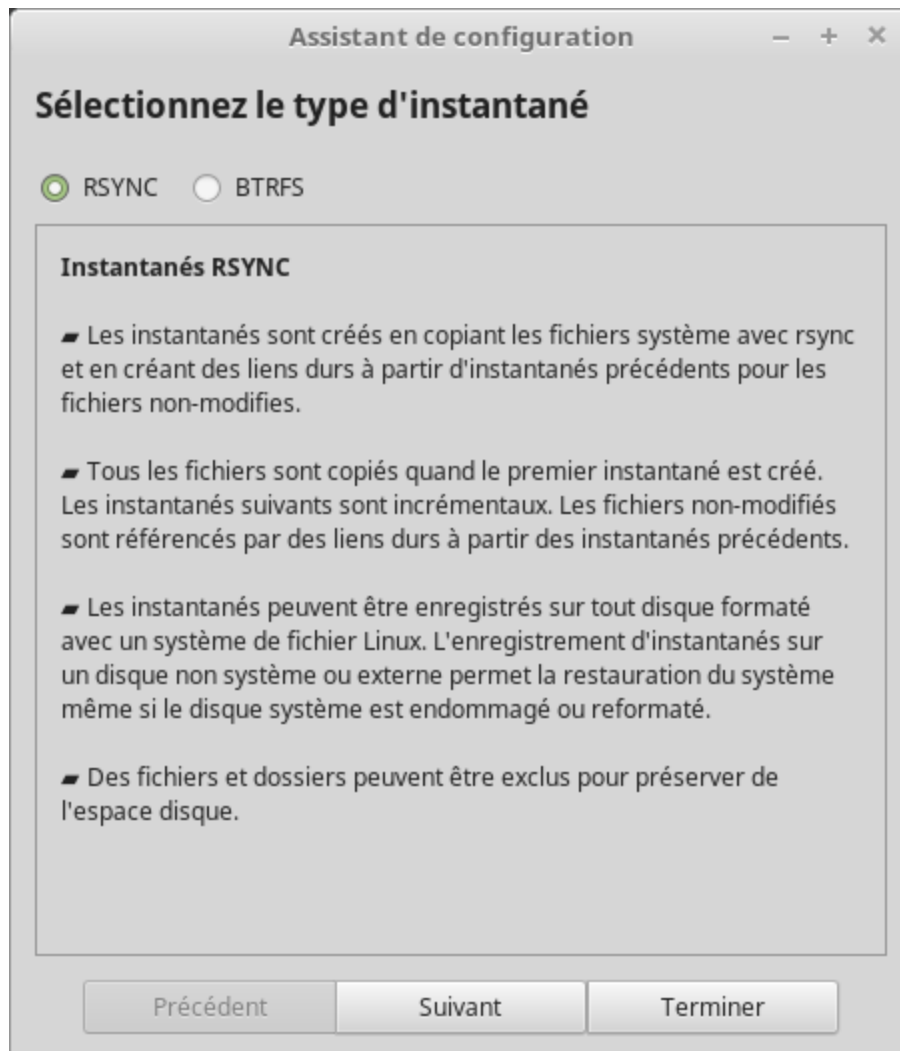 Assistant de configuration
Sélectionnez le type d'instantané
RSYNC BTRFS
Instantanés RSYNC
▰ Les instantanés sont créés en copiant les fichiers système avec rsync
et en créant des liens durs à partir d'instantanés précédents pour les
fichiers non-modifies.
▰ Tous les fichiers sont copiés quand le premier instantané est créé.
Les instantanés suivants sont incrémentaux. Les fichiers non-modifiés
sont référencés par des liens durs à partir des instantanés précédents.
▰ Les instantanés peuvent être enregistrés sur tout disque formaté
avec un système de fichier Linux. L'enregistrement d'instantanés sur
un disque non système ou externe permet la restauration du système
même si le disque système est endommagé ou reformaté.
▰ Des fichiers et dossiers peuvent être exclus pour préserver de
l'espace disque.
Précédent Suivant Terminer